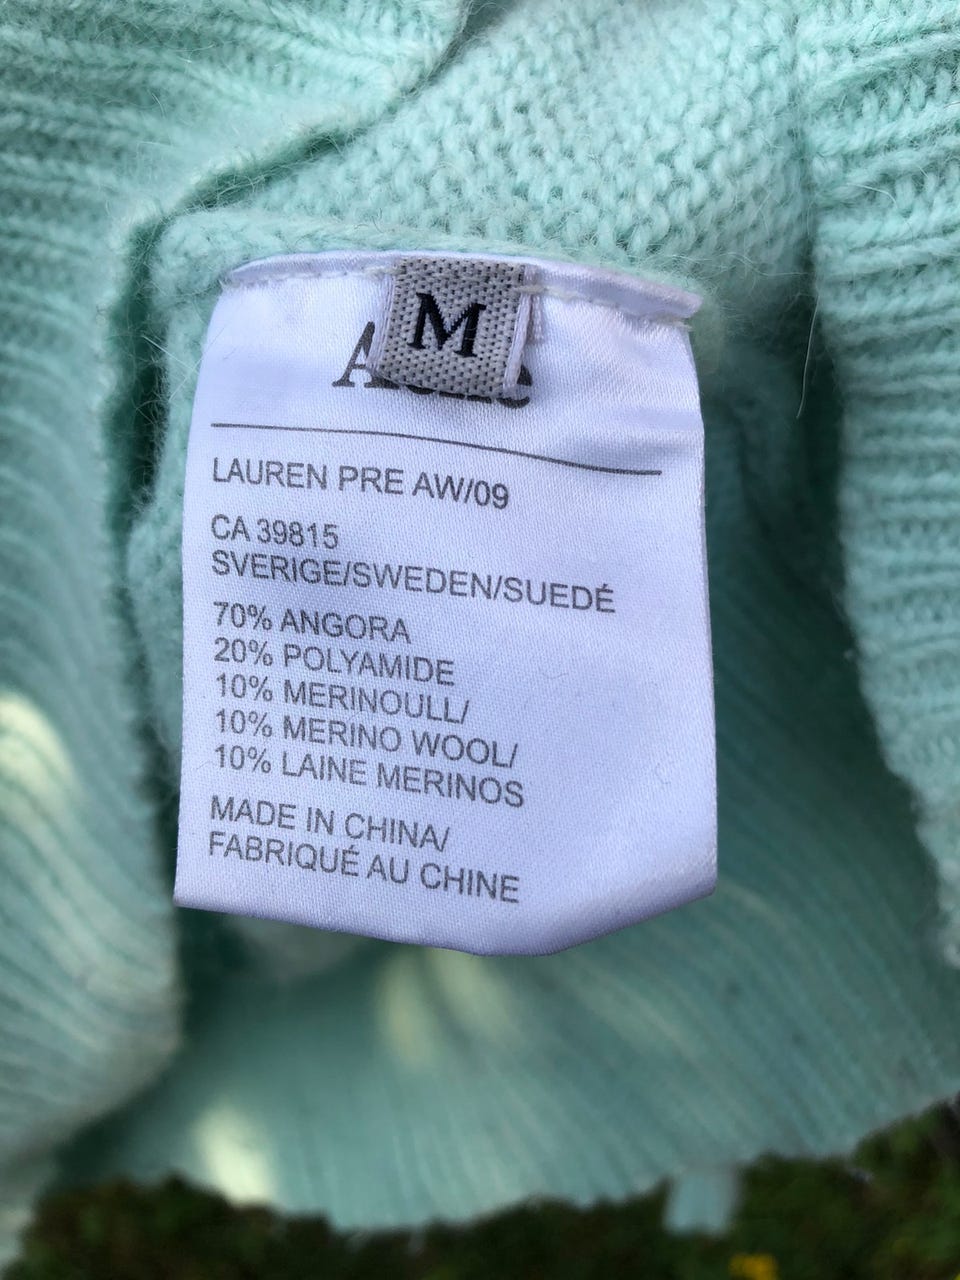 M
LAUREN PRE AW/09
CA 39815
SVERIGE/SWEDEN/SUEDÉ
70% ANGORA
20% POLYAMIDE
10% MERINOULL/
10% MERINO WOOL/
10% LAINE MERINOS
MADE IN CHINA/
FABRIQUÉ AU CHINE